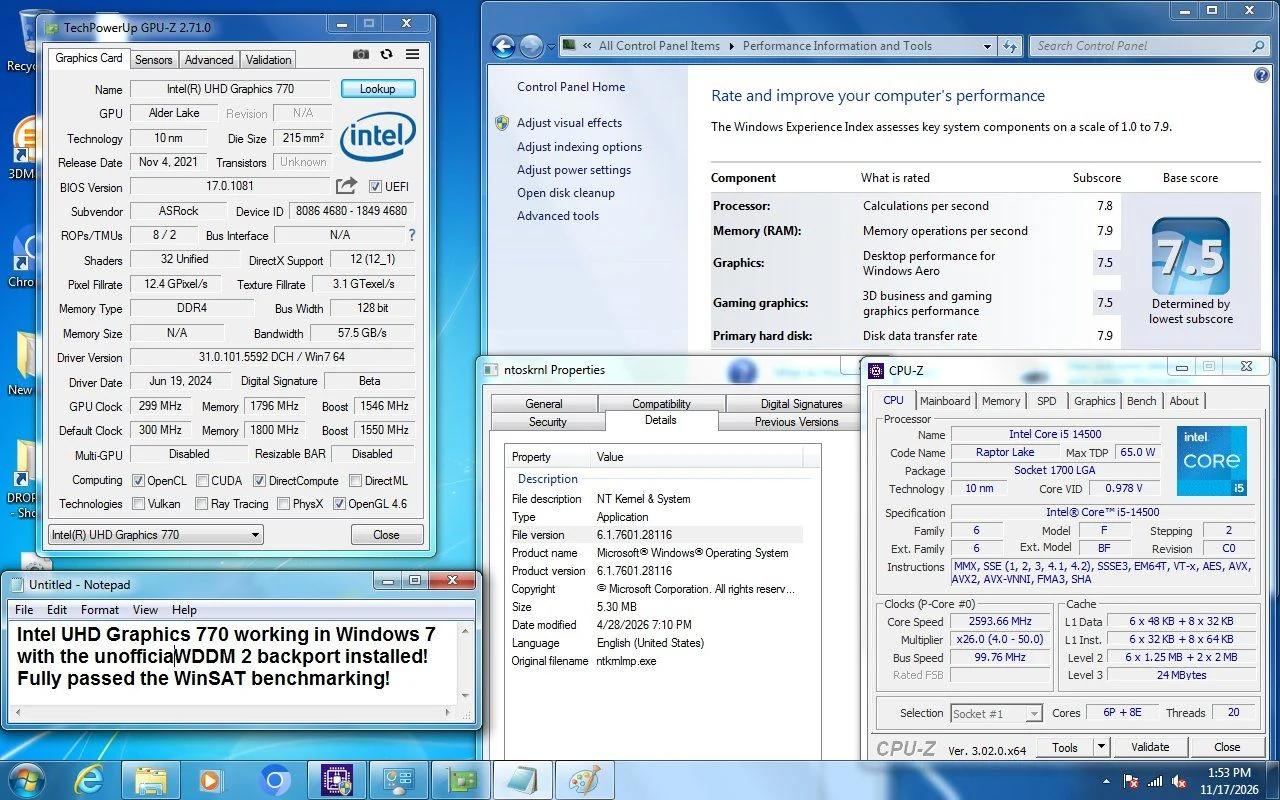 Recyc
3DM
Chro
New
DROP
- Sho
TechPowerUp GPU-Z 2.71.0
Graphics Card Sensors Advanced Validation
Name Intel(R) UHD Graphics 770 Lookup
GPU Alder Lake Revision N/A
intel
Technology 10 nm Die Size 215 mm²
Release Date Nov 4, 2021 Transistors Unknown
BIOS Version 17.0.1081 UEFI
Subvendor ASRock Device ID 8086 4680 - 1849 4680
ROPs/TMUs 8 / 2 Bus Interface N/A ?
Shaders 32 Unified DirectX Support 12 (12_1)
Pixel Fillrate 12.4 GPixel/s Texture Fillrate 3.1 GTexel/s
Memory Type DDR4 Bus Width 128 bit
Memory Size N/A Bandwidth 57.5 GB/s
Driver Version 31.0.101.5592 DCH / Win7 64
Driver Date Jun 19, 2024 Digital Signature Beta
GPU Clock 299 MHz Memory 1796 MHz Boost 1546 MHz
Default Clock 300 MHz Memory 1800 MHz Boost 1550 MHz
Multi-GPU Disabled Resizable BAR Disabled
Computing OpenCL CUDA DirectCompute DirectML
Technologies Vulkan Ray Tracing PhysX OpenGL 4.6
Intel(R) UHD Graphics 770 Close
« All Control Panel Items Performance Information and Tools Search Control Panel
Control Panel Home
Adjust visual effects
Adjust indexing options
Adjust power settings
Open disk cleanup
Advanced tools
Rate and improve your computer's performance
The Windows Experience Index assesses key system components on a scale of 1.0 to 7.9.
Component What is rated Subscore Base score
Processor: Calculations per second 7.8
Memory (RAM): Memory operations per second 7.9
Graphics: Desktop performance for Windows Aero 7.5
Gaming graphics: 3D business and gaming graphics performance 7.5
Primary hard disk: Disk data transfer rate 7.9
7.5
Determined by
lowest subscore
ntoskrnl Properties
General Compatibility Digital Signatures
Security Details Previous Versions
Property Value
Description
File description NT Kernel & System
Type Application
File version 6.1.7601.28116
Product name Microsoft® Windows® Operating System
Product version 6.1.7601.28116
Copyright © Microsoft Corporation. All rights reserv...
Size 5.30 MB
Date modified 4/28/2026 7:10 PM
Language English (United States)
Original filename ntkrnlmp.exe
CPU-Z
CPU Mainboard Memory SPD Graphics Bench About
Processor
Name Intel Core i5 14500
Code Name Raptor Lake Max TDP 65.0 W
Package Socket 1700 LGA
Technology 10 nm Core VID 0.978 V
intel
CORE
i5
Specification Intel® Core™ i5-14500
Family 6 Model F Stepping 2
Ext. Family 6 Ext. Model BF Revision C0
Instructions MMX, SSE (1, 2, 3, 4.1, 4.2), SSSE3, EM64T, VT-x, AES, AVX,
AVX2, AVX-VNNI, FMA3, SHA
Clocks (P-Core #0)
Core Speed 2593.66 MHz
Multiplier x26.0 (4.0 - 50.0)
Bus Speed 99.76 MHz
Rated FSB
Cache
L1 Data 6 x 48 KB + 8 x 32 KB
L1 Inst. 6 x 32 KB + 8 x 64 KB
Level 2 6 x 1.25 MB + 2 x 2 MB
Level 3 24 MBytes
Selection Socket #1 Cores 6P + 8E Threads 20
CPU-Z Ver. 3.02.0.x64 Tools Validate Close
Untitled - Notepad
File Edit Format View Help
Intel UHD Graphics 770 working in Windows 7
with the unofficiaWDDM 2 backport installed!
Fully passed the WinSAT benchmarking!
1:53 PM
11/17/2026